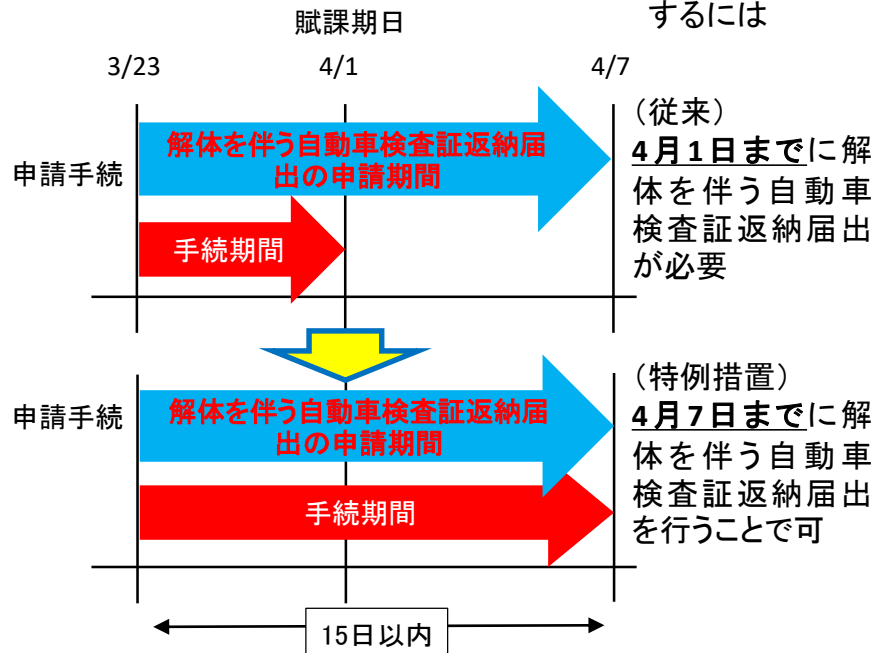 するには
賦課期日
3/23
4/1
4/7
申請手続
解体を伴う自動車検査証返納届
出の申請期間
手続期間
(従来)
4月1日までに解
体を伴う自動車
検査証返納届出
が必要
申請手続
解体を伴う自動車検査証返納届
出の申請期間
手続期間
(特例措置)
4月7日までに解
体を伴う自動車
検査証返納届出
を行うことで可
15日以内